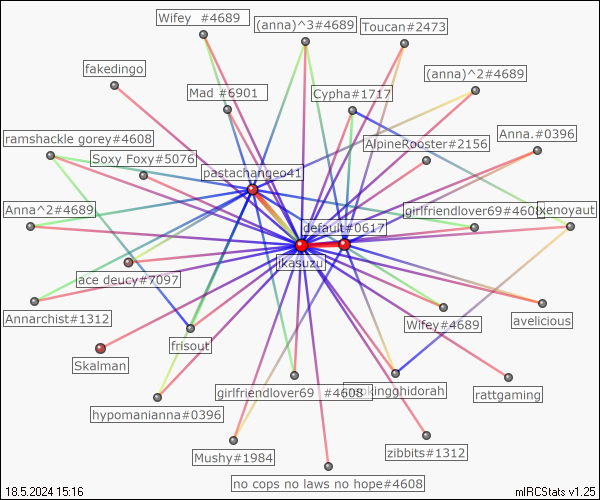 Wifey  #4689
(anna)^3#4689
Toucan#2473
fakedingo
(anna)^2#4689
Mad #6901
Cypha#1717
ramshackle gorey#4608
Anna.#0396
AlpineRooster#2156
Soxy Foxy#5076
pastachangeo41
Anna^2#4689
girlfriendlover69#4608
xenoyaut
default#0617
ikasuzu
ace deucy#7097
Annarchist#1312
Wifey#4689
avelicious
frisout
Skalman
girlfriendlover69  #4608
okingghidorah
rattgaming
hypomanianna#0396
zibbits#1312
Mushy#1984
no cops no laws no hope#4608
18.5.2024 15:16
mIRCStats v1.25